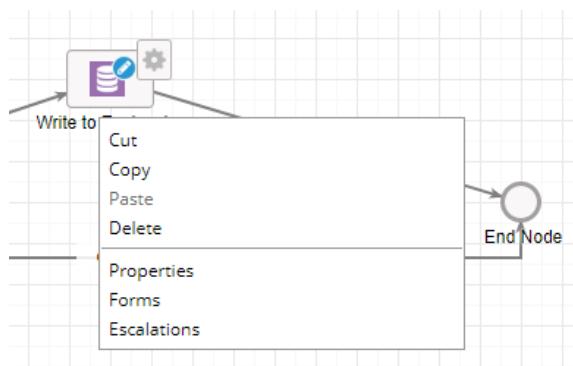 Write to
Cut
Copy
Paste
Delete
End Node
Properties
Forms
Escalations